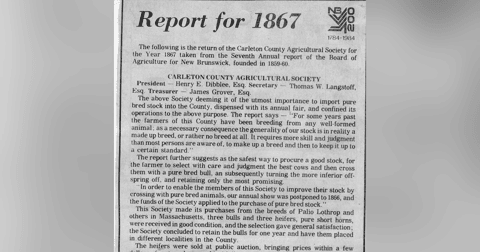 Report for 1867
NB
200
1784-1984
The following is the return of the Carleton County Agricultural Society for
the Year 1867 taken from the Seventh Annual report of the Board of
Agriculture for New Brunswick, founded in 1859-60.
CARLETON COUNTY AGRICULTURAL SOCIETY
President — Henry E. Dibblee, Esq. Secretary — Thomas W. Langstoff,
Esq. Treasurer — James Grover, Esq.
The above Society deeming it of the utmost importance to import pure
bred stock into the County, dispensed with its annual fair, and confined its
operations to the above purpose. The report says — "For some years past
the farmers of this County have been breeding from any well-formed
animal; as a necessary consequence the generality of our stock is in reality a
made up breed, or rather no breed at all. It requires more skill and judgment
than most persons are aware of, to make up a breed and then to keep it up to
a certain standard."
The report further suggests as the safest way to procure a good stock, for
the farmer to select with care and judgment the best cows and then cross
them with a pure bred bull, an subsequently turning the more inferior off-
spring off, and retaining only the most promising.
"In order to enable the members of this Society to improve their stock by
crossing with pure bred animals, our annual show was postponed to 1866, and
the funds of the Society applied to the purchase of pure bred stock."
This Society made its purchases from the breeds of Palio Lothrop and
others in Massachusetts, three bulls and three heifers, pure short horns,
were received in good condition, and the selection gave general satisfaction;
the Society concluded to retain the bulls for one year and have them placed
in different localities in the County.
The heifers were sold at public auction, bringing prices within a few